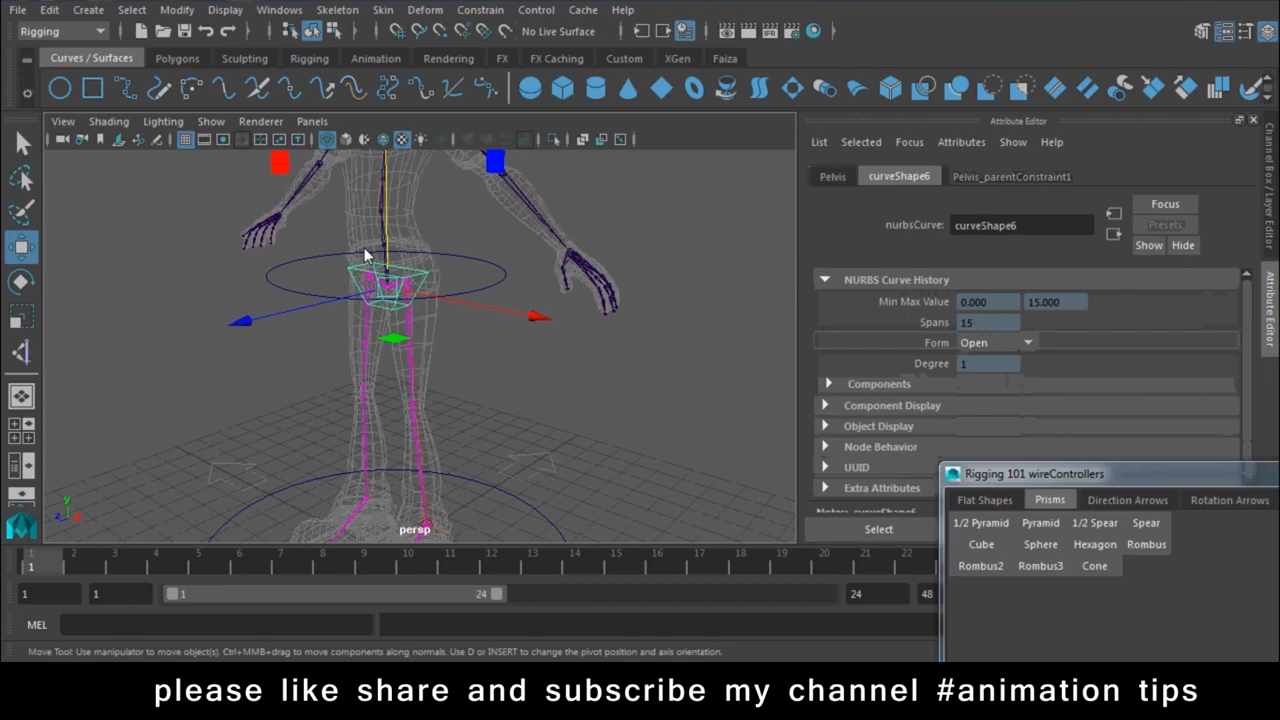 File Edit Create Select Modify Display Windows Skeleton Skin Deform Constrain Control Cache Help
Rigging No Live Surface
Curves / Surfaces Polygons Sculpting Rigging Animation Rendering FX FX Caching Custom XGen Faiza
View Shading Lighting Show Renderer Panels
Attribute Editor
List Selected Focus Attributes Show Help
Pelvis curveShape6 Pelvis_parentConstraint1
Focus
nurbsCurve: curveShape6 Presets
Show Hide
NURBS Curve History
Min Max Value 0.000 15.000
Spans 15
Form Open
Degree 1
Components
Component Display
Object Display
Node Behavior
UUID
Extra Attributes
Notes: curveShape6
Select
Channel Box / Layer Editor
Attribute Editor
Rigging 101 wireControllers
Flat Shapes Prisms Direction Arrows Rotation Arrows
1/2 Pyramid Pyramid 1/2 Spear Spear
Cube Sphere Hexagon Rombus
Rombus2 Rombus3 Cone
y
z x
persp
1 2 3 4 5 6 7 8 9 10 11 12 13 14 15 16 17 18 19 20 21 22
1
1 1 1 24 24 48
MEL
Move Tool: Use manipulator to move object(s). Ctrl+MMB+drag to move components along normals. Use D or INSERT to change the pivot position and axis orientation.
please like share and subscribe my channel #animation tips